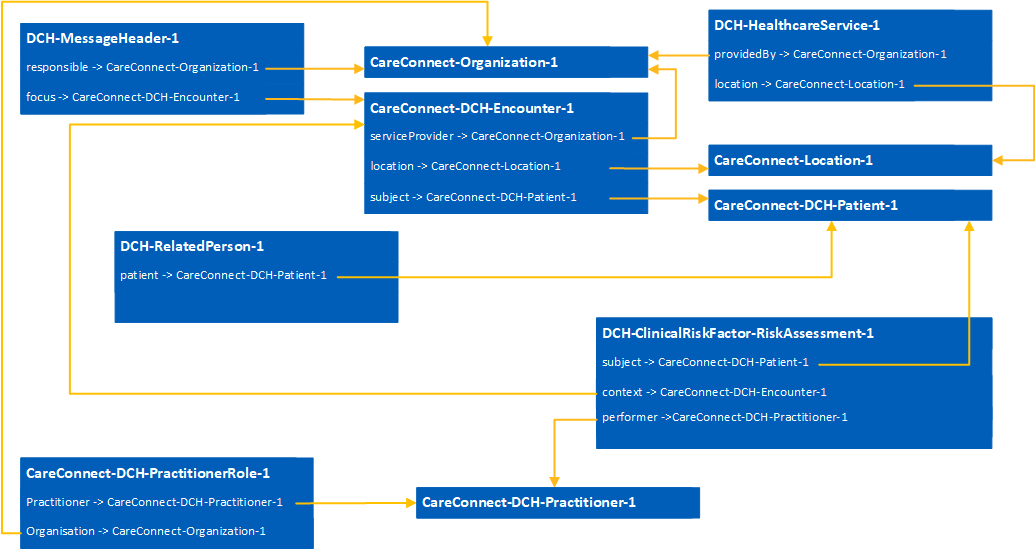 DCH-MessageHeader-1
responsible -> CareConnect-Organization-1
focus -> CareConnect-DCH-Encounter-1
CareConnect-Organization-1
DCH-HealthcareService-1
providedBy -> CareConnect-Organization-1
location -> CareConnect-Location-1
CareConnect-DCH-Encounter-1
serviceProvider -> CareConnect-Organization-1
location -> CareConnect-Location-1
subject -> CareConnect-DCH-Patient-1
CareConnect-Location-1
CareConnect-DCH-Patient-1
DCH-RelatedPerson-1
patient -> CareConnect-DCH-Patient-1
DCH-ClinicalRiskFactor-RiskAssessment-1
subject -> CareConnect-DCH-Patient-1
context -> CareConnect-DCH-Encounter-1
performer ->CareConnect-DCH-Practitioner-1
CareConnect-DCH-PractitionerRole-1
Practitioner -> CareConnect-DCH-Practitioner-1
Organisation -> CareConnect-Organization-1
CareConnect-DCH-Practitioner-1